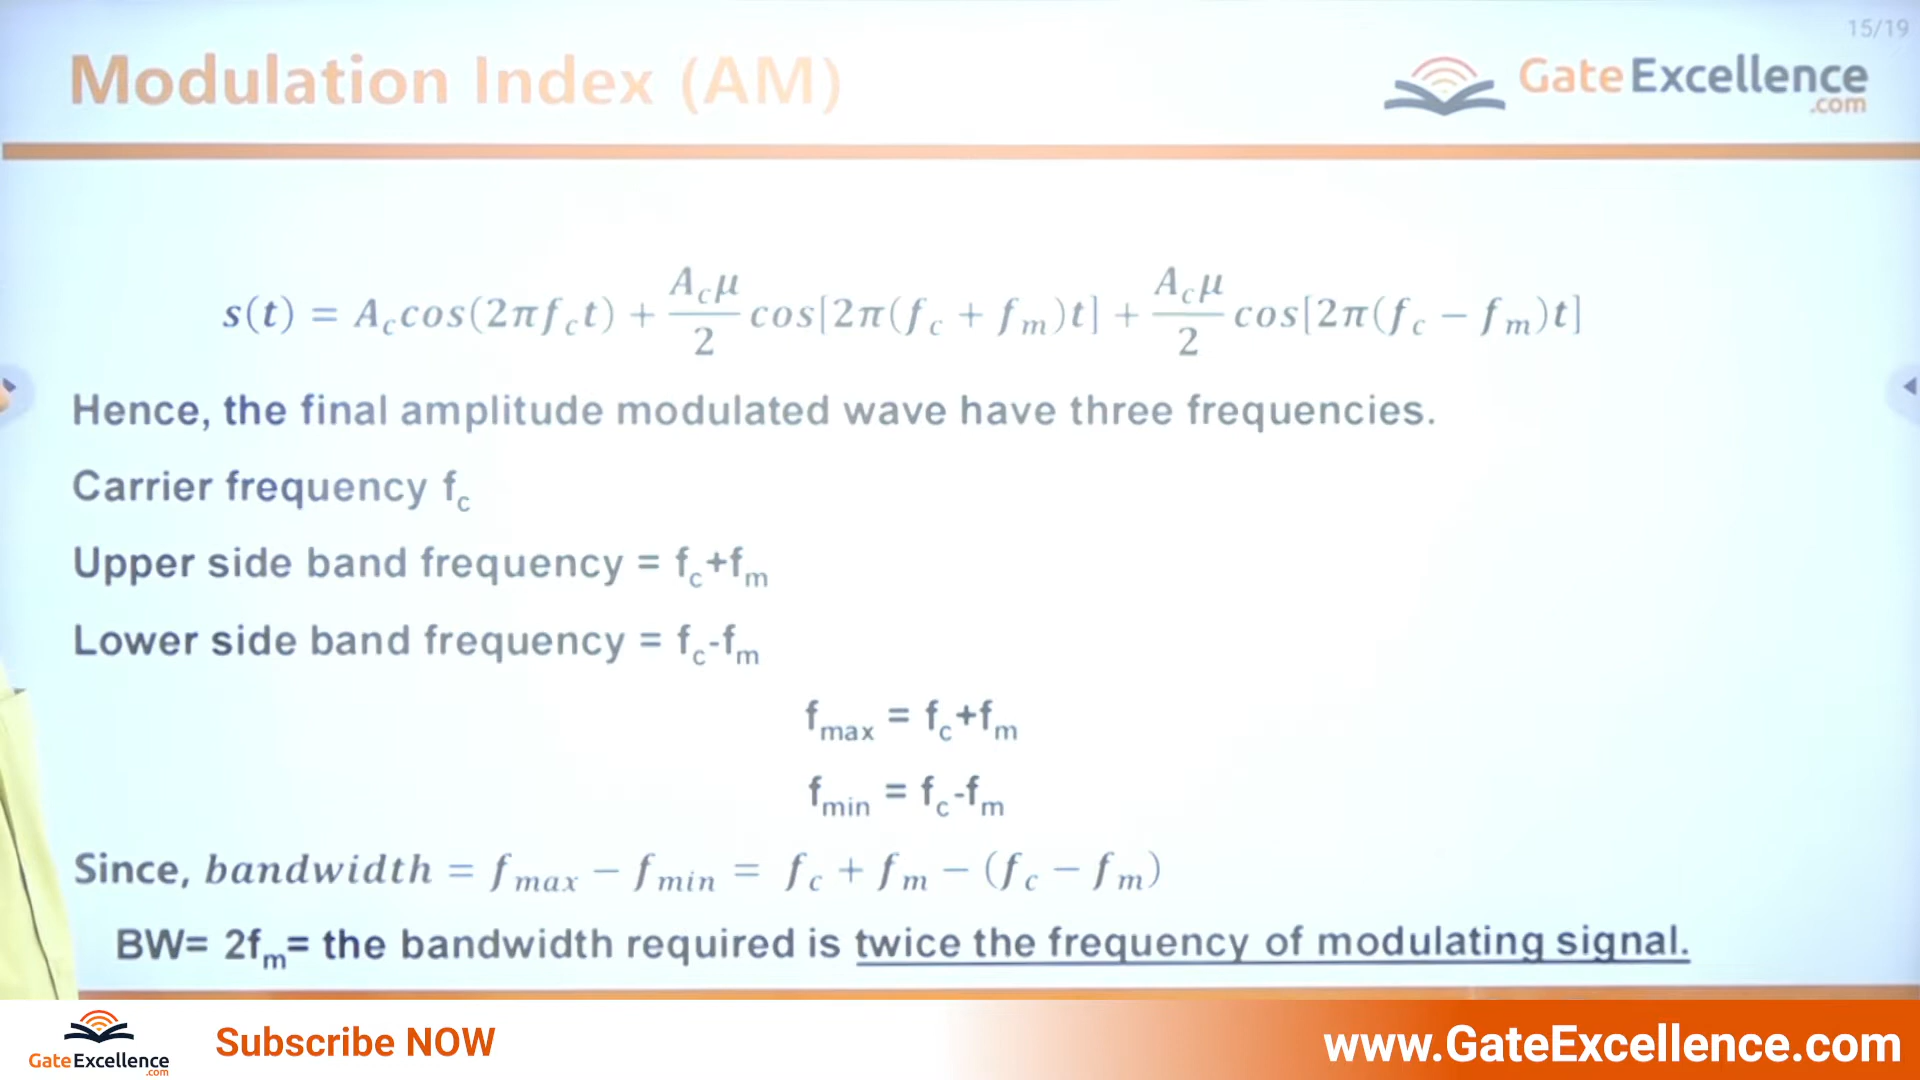 15/19
Modulation Index (AM)
GateExcellence
.com
s(t) = A_c cos(2πf_c t) + A_cμ/2 cos[2π(f_c + f_m)t] + A_cμ/2 cos[2π(f_c − f_m)t]
Hence, the final amplitude modulated wave have three frequencies.
Carrier frequency f_c
Upper side band frequency = f_c+f_m
Lower side band frequency = f_c-f_m
f_max = f_c+f_m
f_min = f_c-f_m
Since, bandwidth = f_max − f_min = f_c + f_m − (f_c − f_m)
BW= 2f_m= the bandwidth required is twice the frequency of modulating signal.
GateExcellence
.com
Subscribe NOW
www.GateExcellence.com